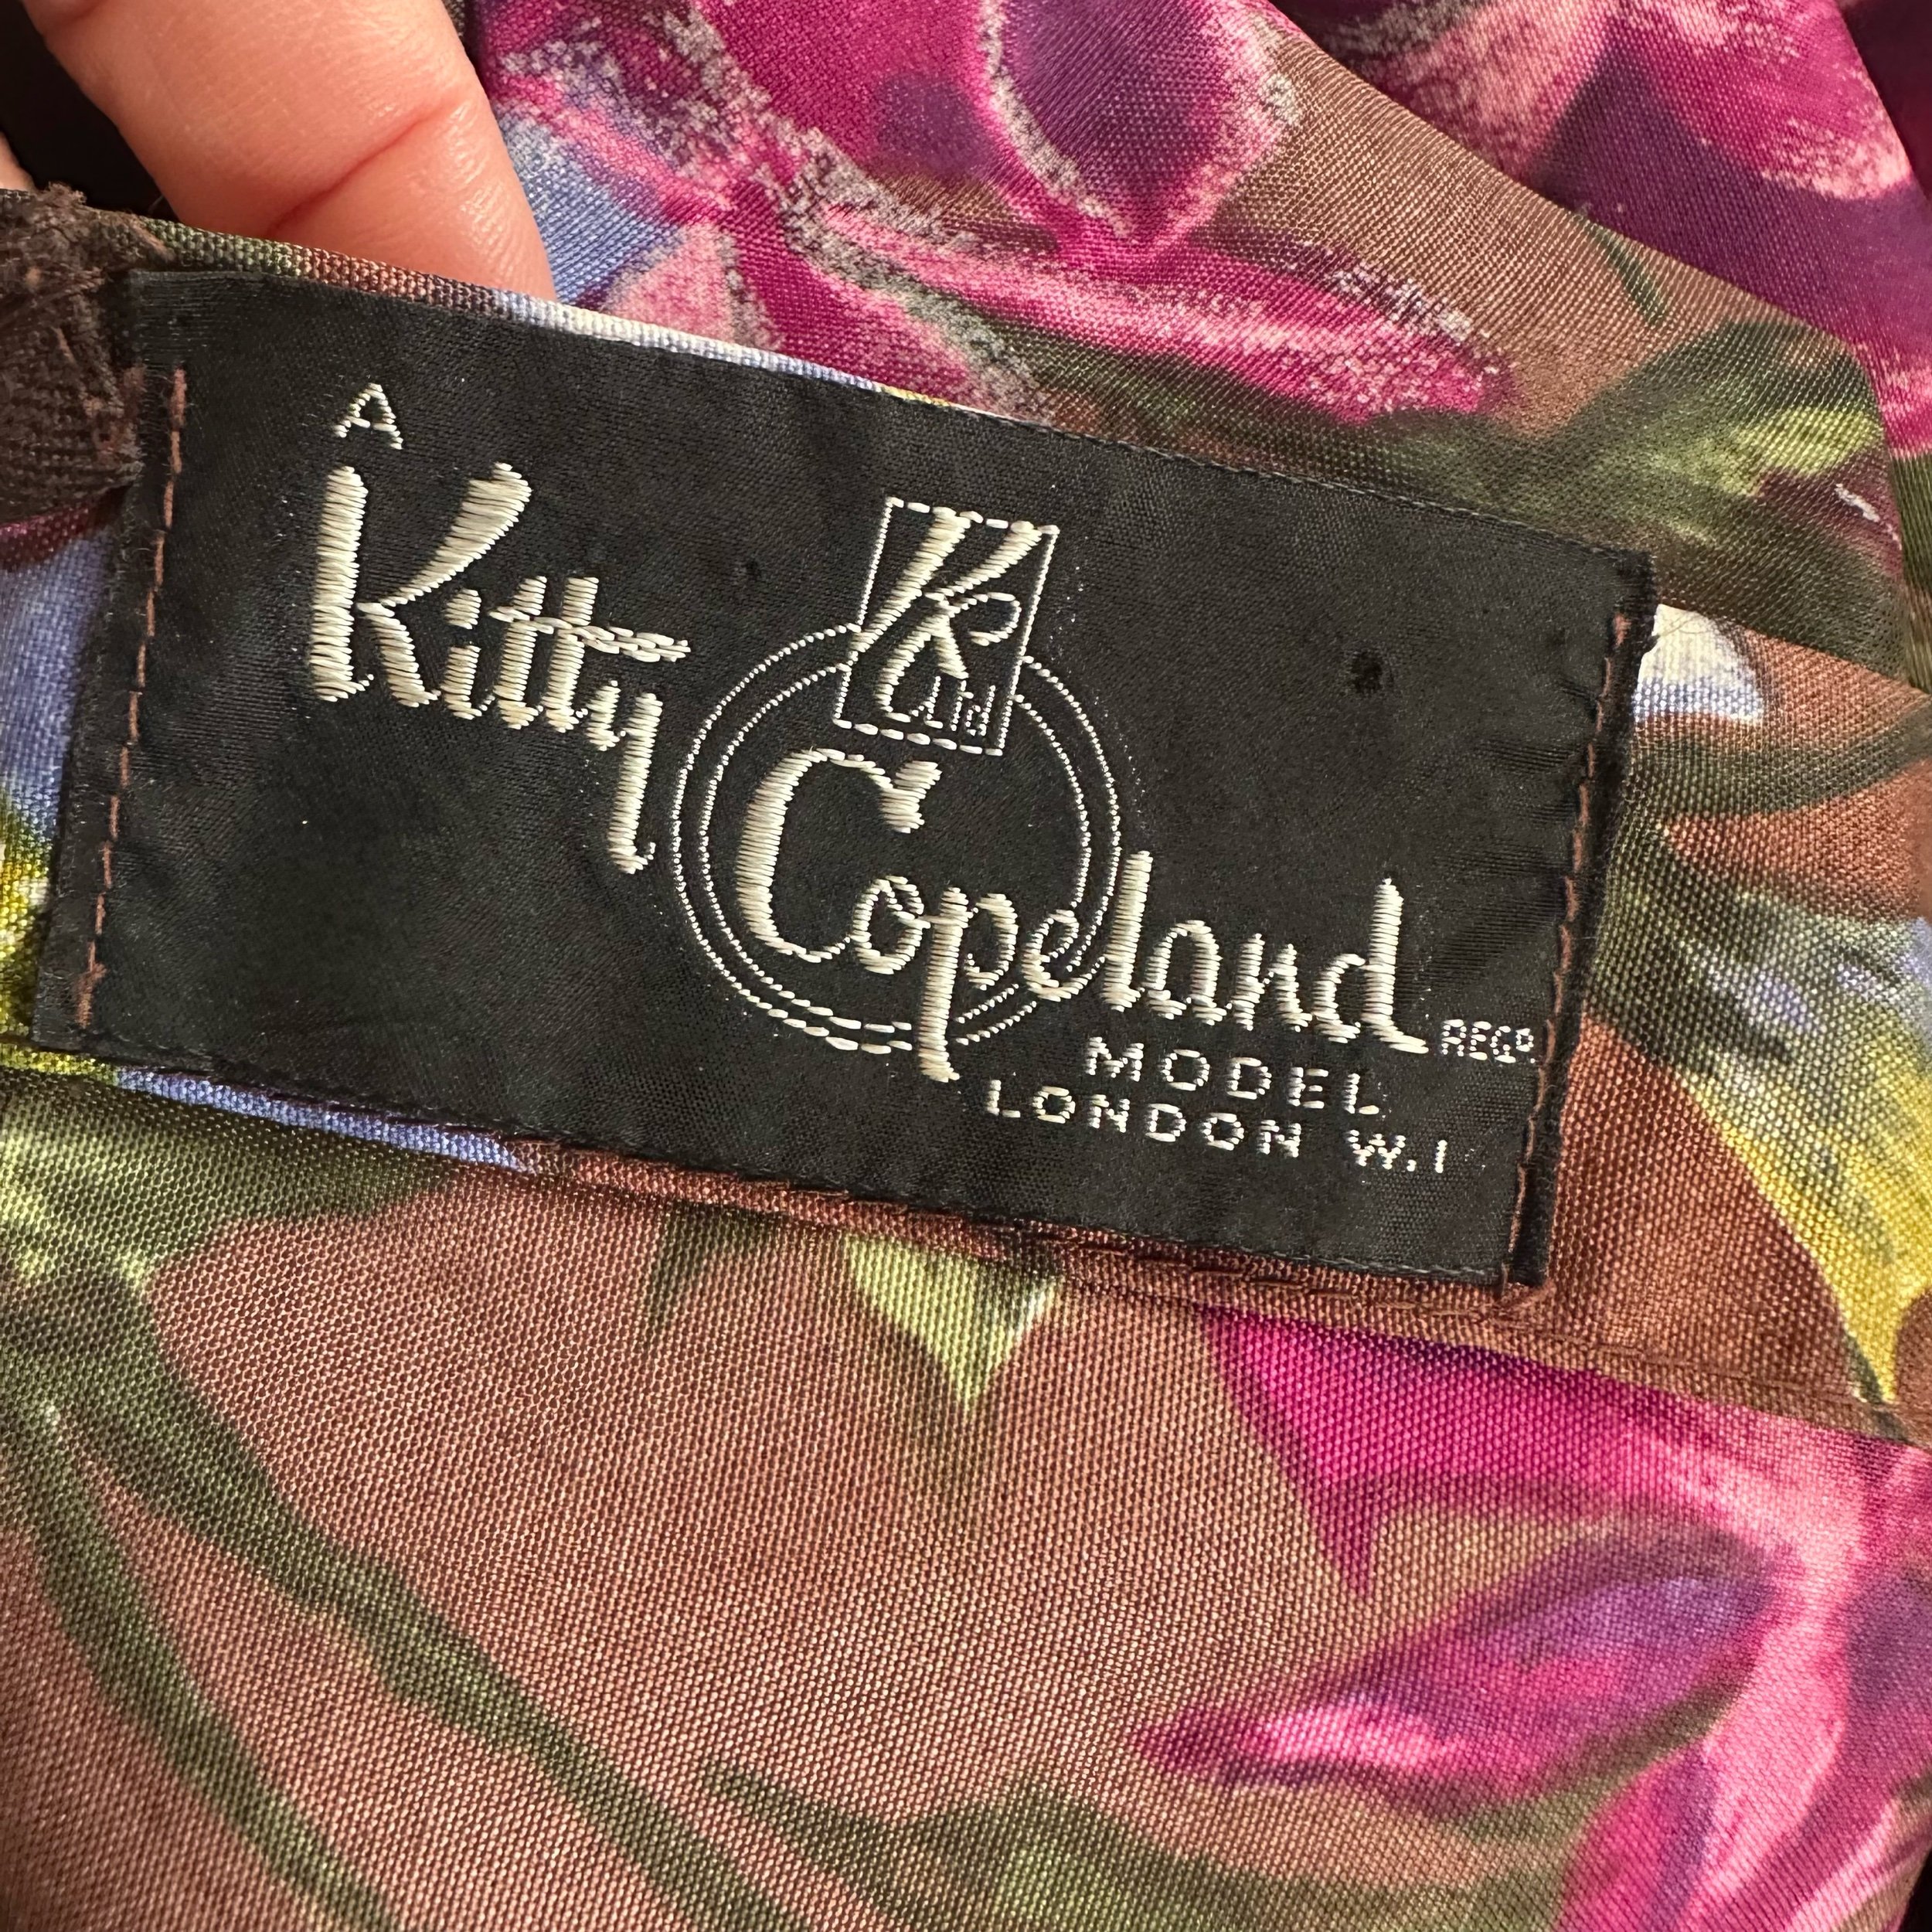 A
Kitty
K
Ltd
Copeland
REGD
MODEL
LONDON W.1